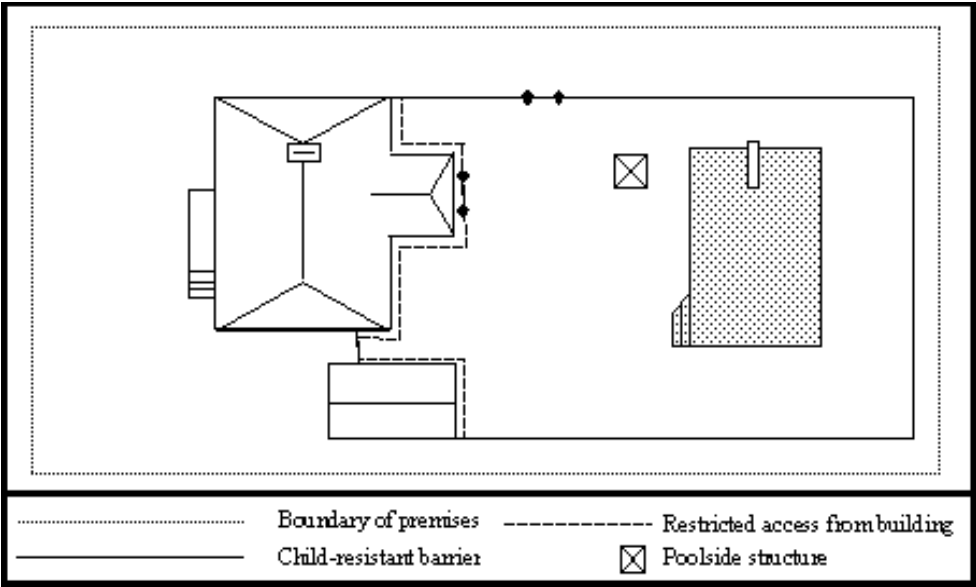 Boundary of premises
Restricted access from building
Child-resistant barrier
Poolside structure